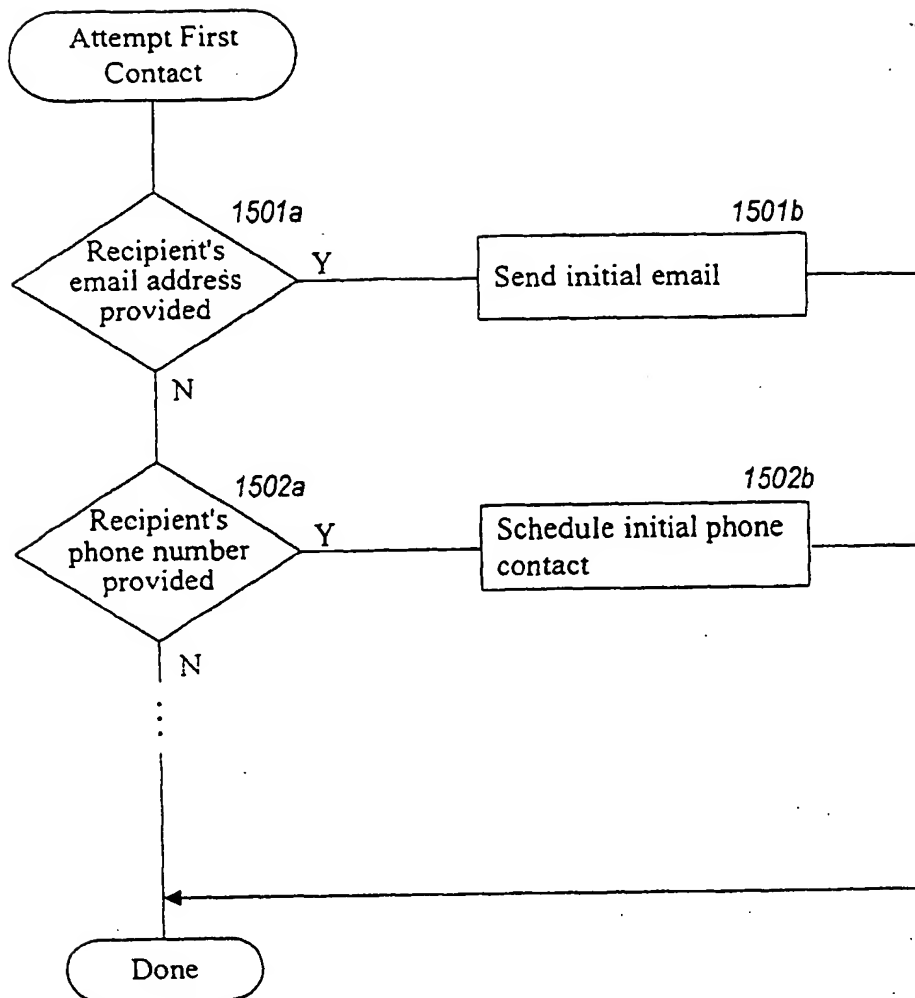 Attempt First
Contact
1501a
Recipient's
email address
provided
Y
N
1501b
Send initial email
1502a
Recipient's
phone number
provided
Y
N
1502b
Schedule initial phone
contact
Done